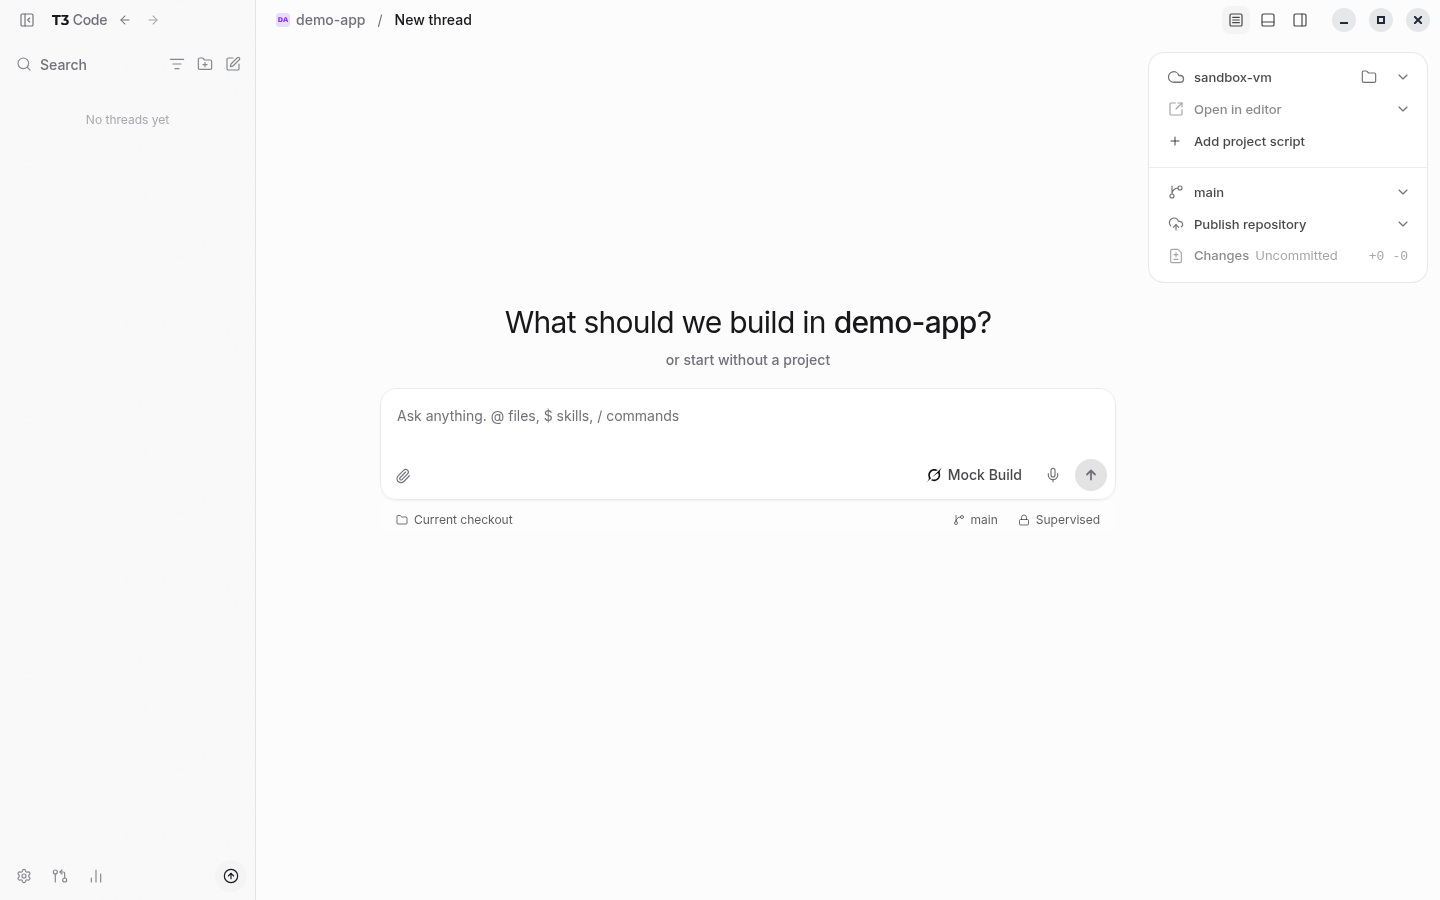 T3 Code
DA demo-app / New thread
Search
No threads yet
sandbox-vm
Open in editor
Add project script
main
Publish repository
Changes Uncommitted +0 -0
What should we build in demo-app?
or start without a project
Ask anything. @ files, $ skills, / commands
Mock Build
Current checkout
main
Supervised